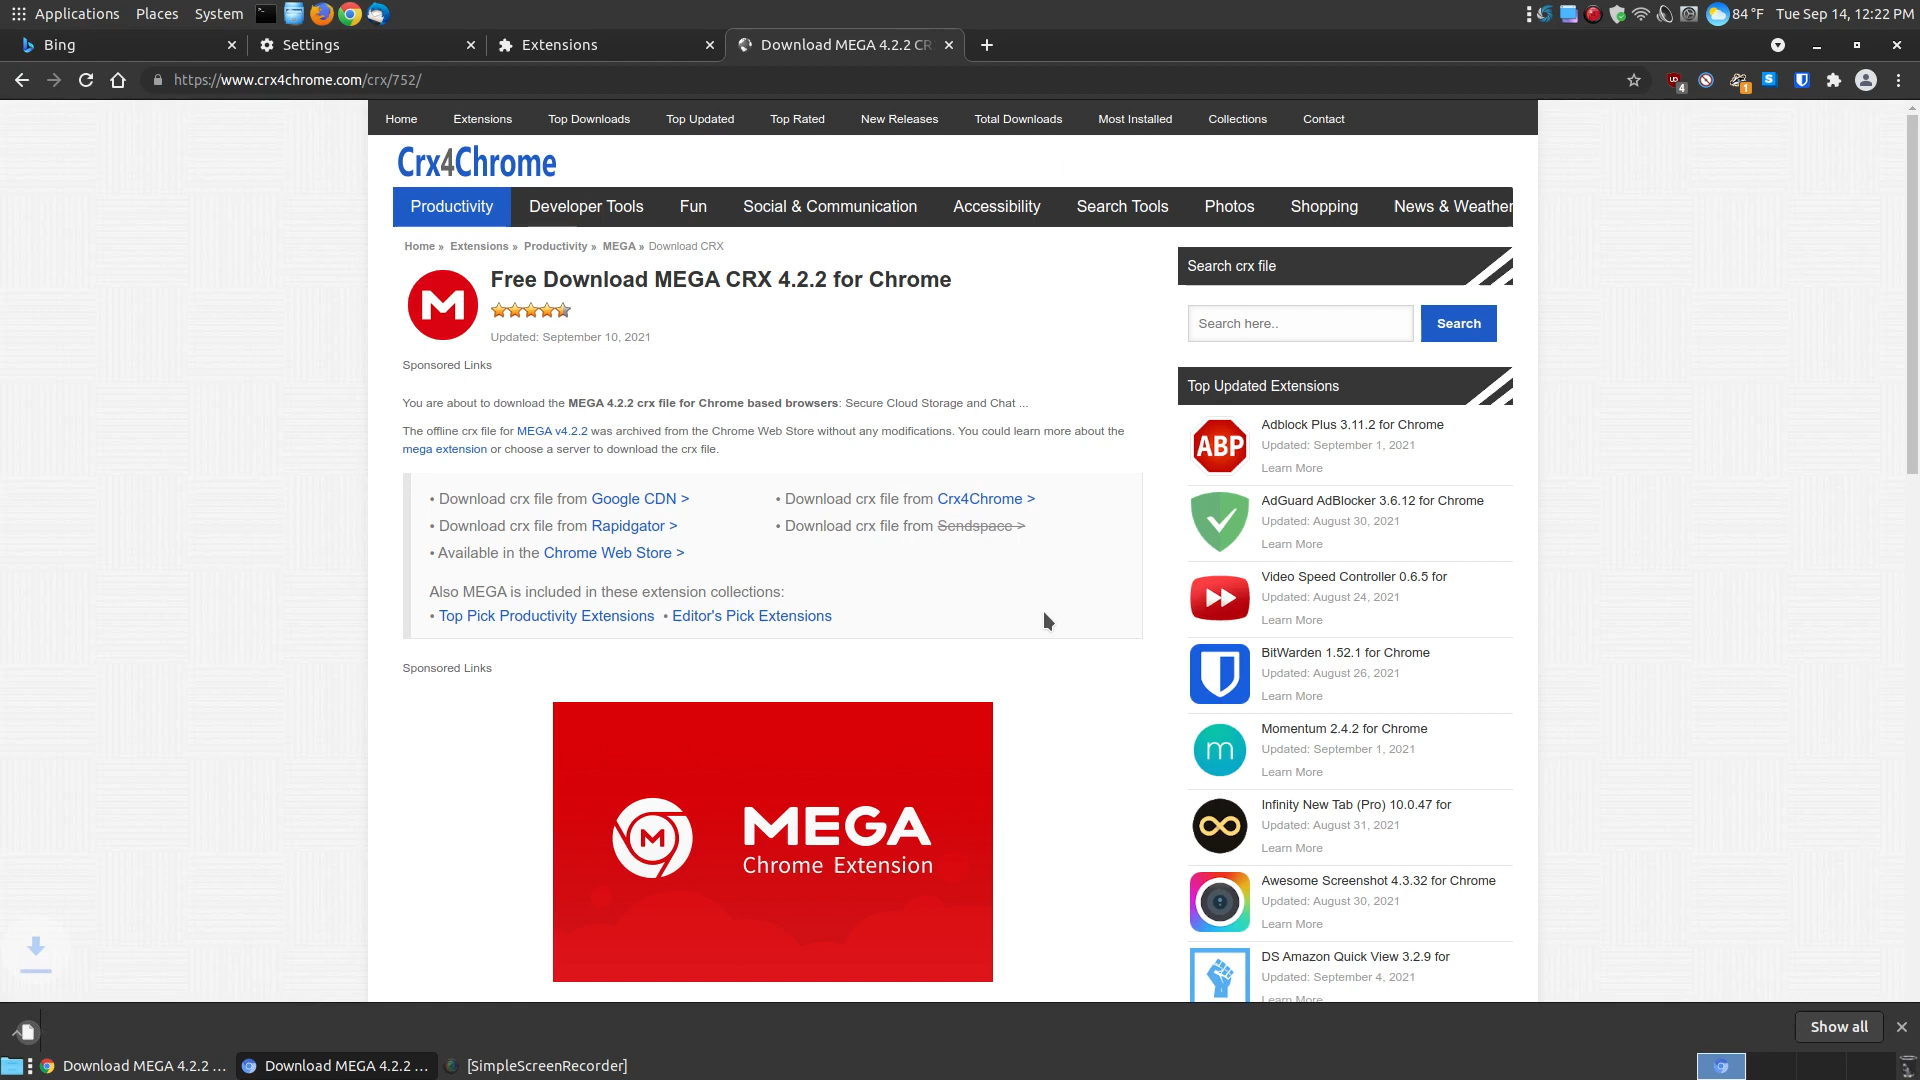 Applications Places System 84 °F Tue Sep 14, 12:22 PM
Bing Settings Extensions Download MEGA 4.2.2 CR
https://www.crx4chrome.com/crx/752/ 4 1
Home Extensions Top Downloads Top Updated Top Rated New Releases Total Downloads Most Installed Collections Contact
Crx4Chrome
Productivity Developer Tools Fun Social & Communication Accessibility Search Tools Photos Shopping News & Weather
Home » Extensions » Productivity » MEGA » Download CRX
M
Free Download MEGA CRX 4.2.2 for Chrome
Updated: September 10, 2021
Sponsored Links
You are about to download the MEGA 4.2.2 crx file for Chrome based browsers: Secure Cloud Storage and Chat ...
The offline crx file for MEGA v4.2.2 was archived from the Chrome Web Store without any modifications. You could learn more about the
mega extension or choose a server to download the crx file.
• Download crx file from Google CDN >
• Download crx file from Crx4Chrome >
• Download crx file from Rapidgator >
• Download crx file from Sendspace >
• Available in the Chrome Web Store >
Also MEGA is included in these extension collections:
• Top Pick Productivity Extensions • Editor's Pick Extensions
Sponsored Links
M
MEGA
Chrome Extension
Search crx file
Search here.. Search
Top Updated Extensions
ABP
Adblock Plus 3.11.2 for Chrome
Updated: September 1, 2021
Learn More
AdGuard AdBlocker 3.6.12 for Chrome
Updated: August 30, 2021
Learn More
Video Speed Controller 0.6.5 for
Updated: August 24, 2021
Learn More
BitWarden 1.52.1 for Chrome
Updated: August 26, 2021
Learn More
m
Momentum 2.4.2 for Chrome
Updated: September 1, 2021
Learn More
Infinity New Tab (Pro) 10.0.47 for
Updated: August 31, 2021
Learn More
Awesome Screenshot 4.3.32 for Chrome
Updated: August 30, 2021
Learn More
DS Amazon Quick View 3.2.9 for
Updated: September 4, 2021
Learn More
Show all
Download MEGA 4.2.2 ... Download MEGA 4.2.2 ... [SimpleScreenRecorder]